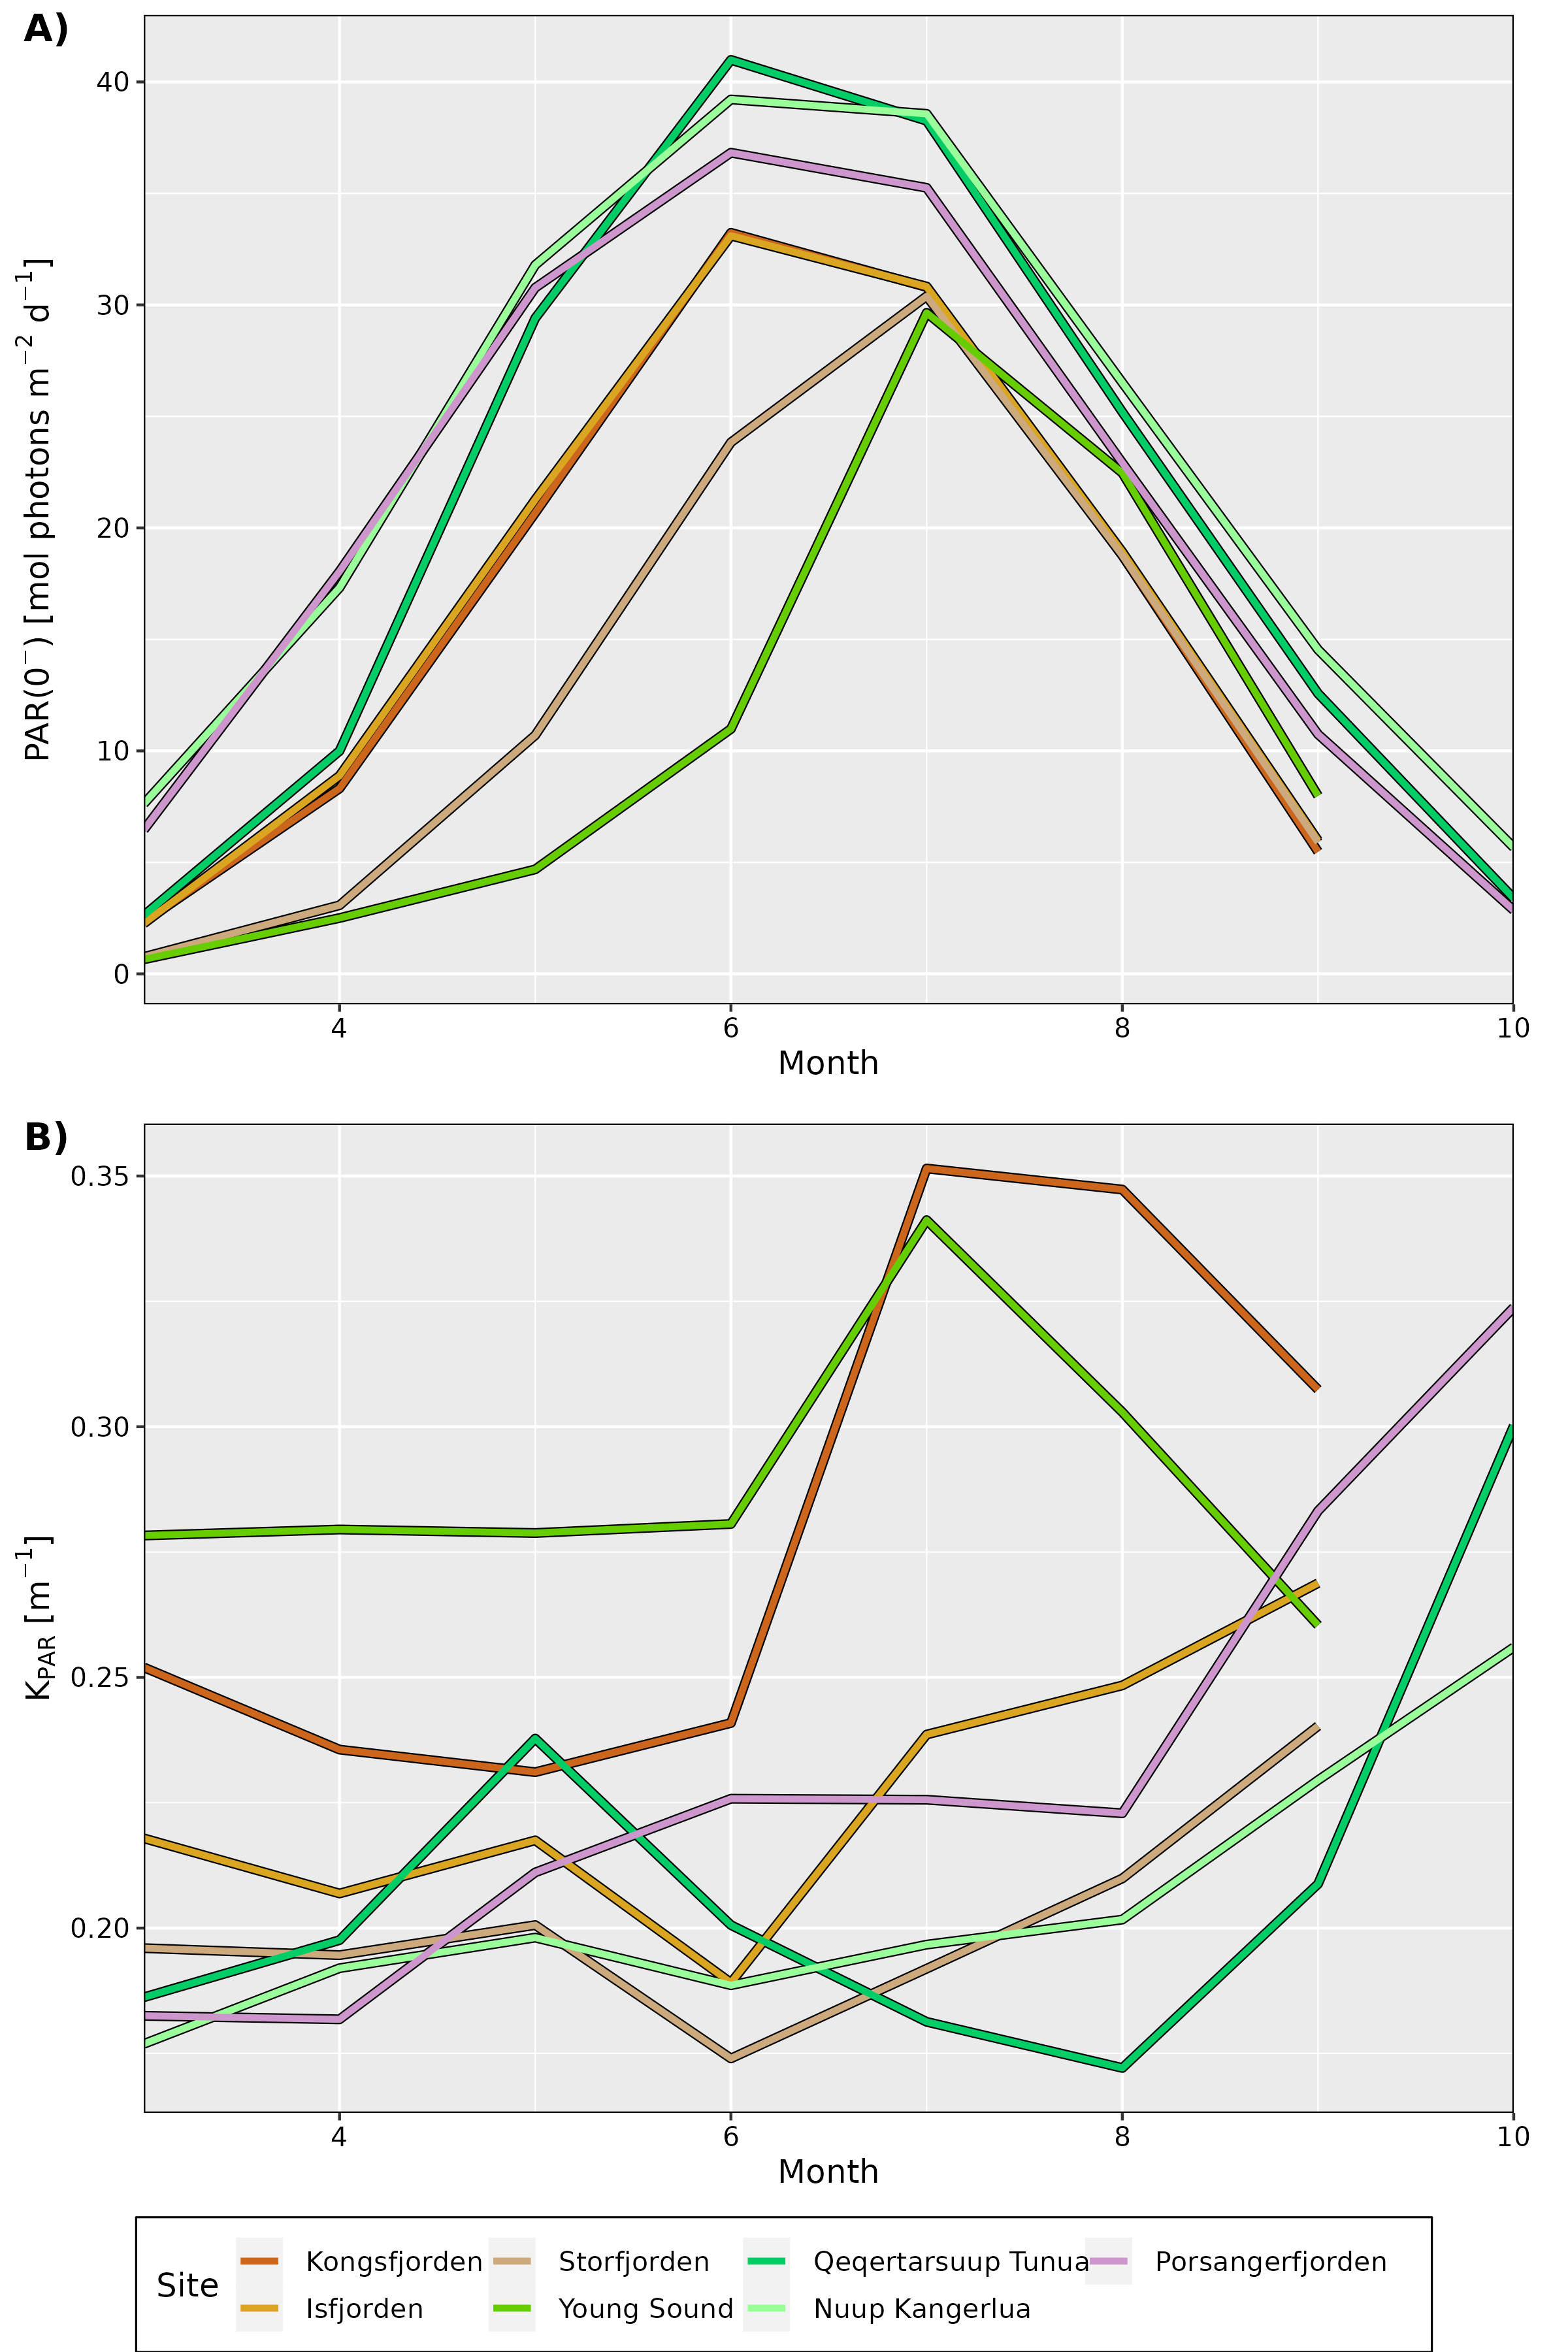 A)
40
30
20
10
0
PAR(0⁻) [mol photons m⁻² d⁻¹]
4 6 8 10
Month
B)
0.35
0.30
0.25
0.20
K_PAR [m⁻¹]
4 6 8 10
Month
Site
Kongsfjorden Storfjorden Qeqertarsuup Tunua Porsangerfjorden
Isfjorden Young Sound Nuup Kangerlua